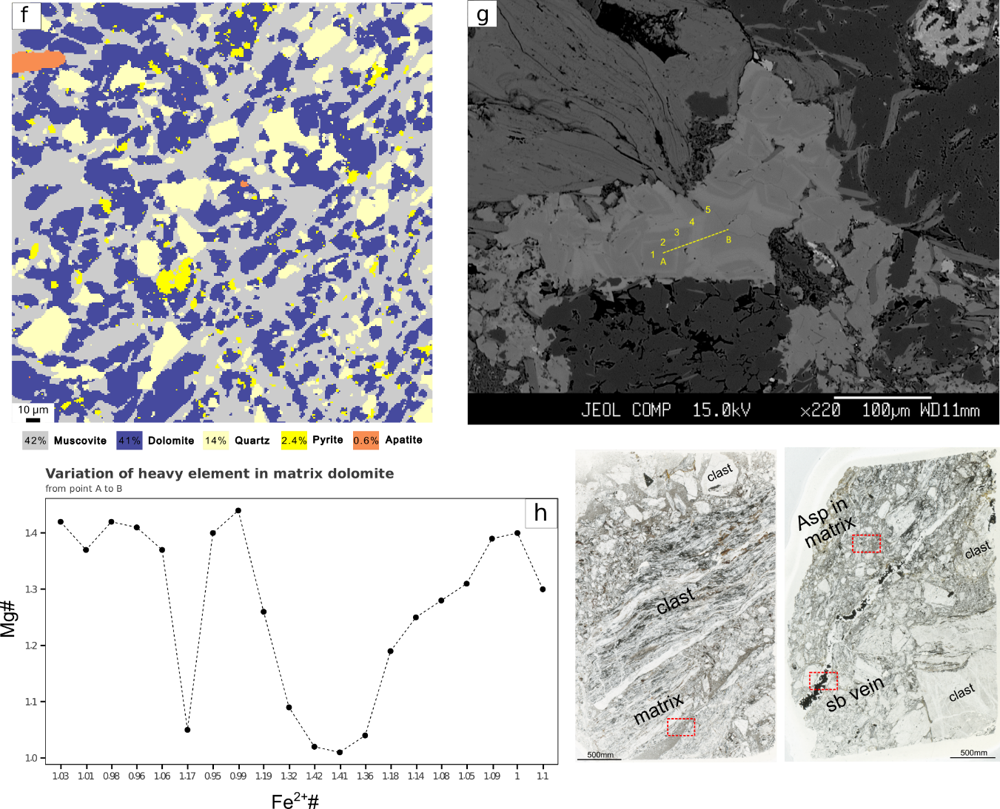 f
10 µm
42% Muscovite 41% Dolomite 14% Quartz 2.4% Pyrite 0.6% Apatite
g
1
2
3
4
5
A
B
JEOL COMP 15.0kV x220 100µm WD11mm
Variation of heavy element in matrix dolomite
from point A to B
h
Mg#
1.4
1.3
1.2
1.1
1.0
1.03 1.01 0.98 0.96 1.06 1.17 0.95 0.99 1.19 1.32 1.42 1.41 1.36 1.18 1.14 1.08 1.05 1.09 1 1.1
Fe2+#
clast
clast
matrix
500mm
Asp in
matrix
clast
sb vein
clast
500mm